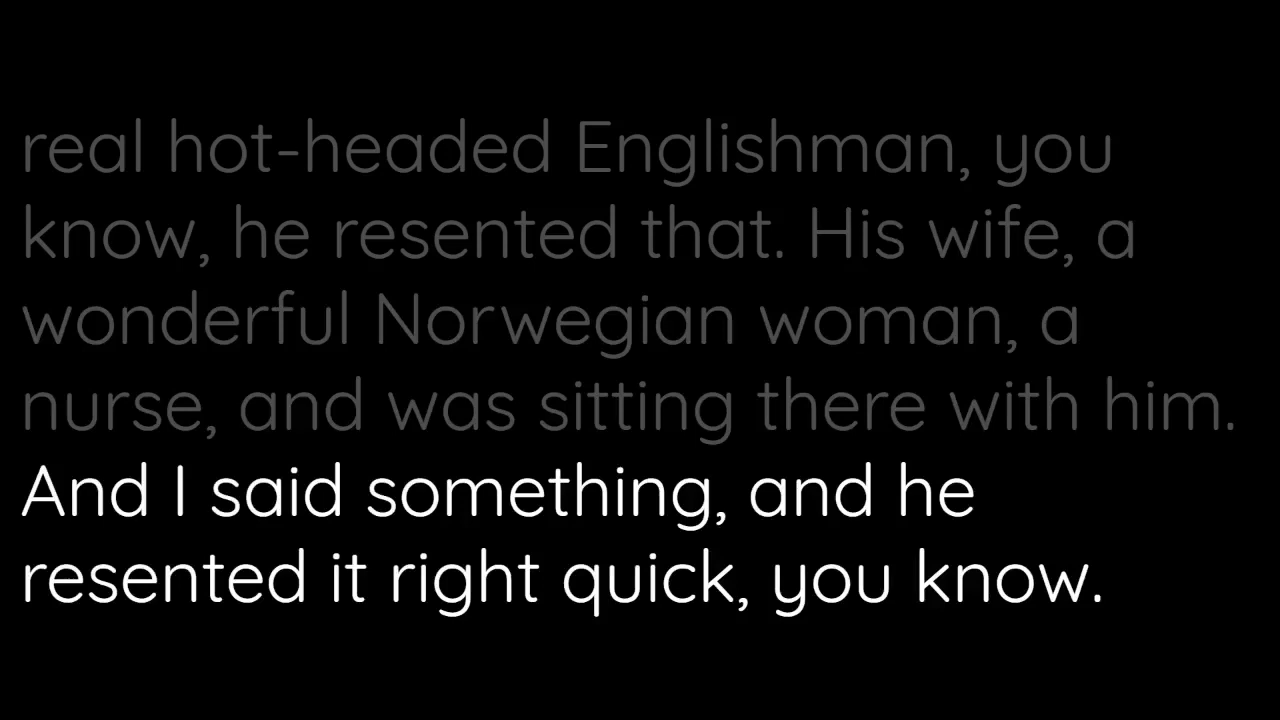 real hot-headed Englishman, you
know, he resented that. His wife, a
wonderful Norwegian woman, a
nurse, and was sitting there with him.
And I said something, and he
resented it right quick, you know.